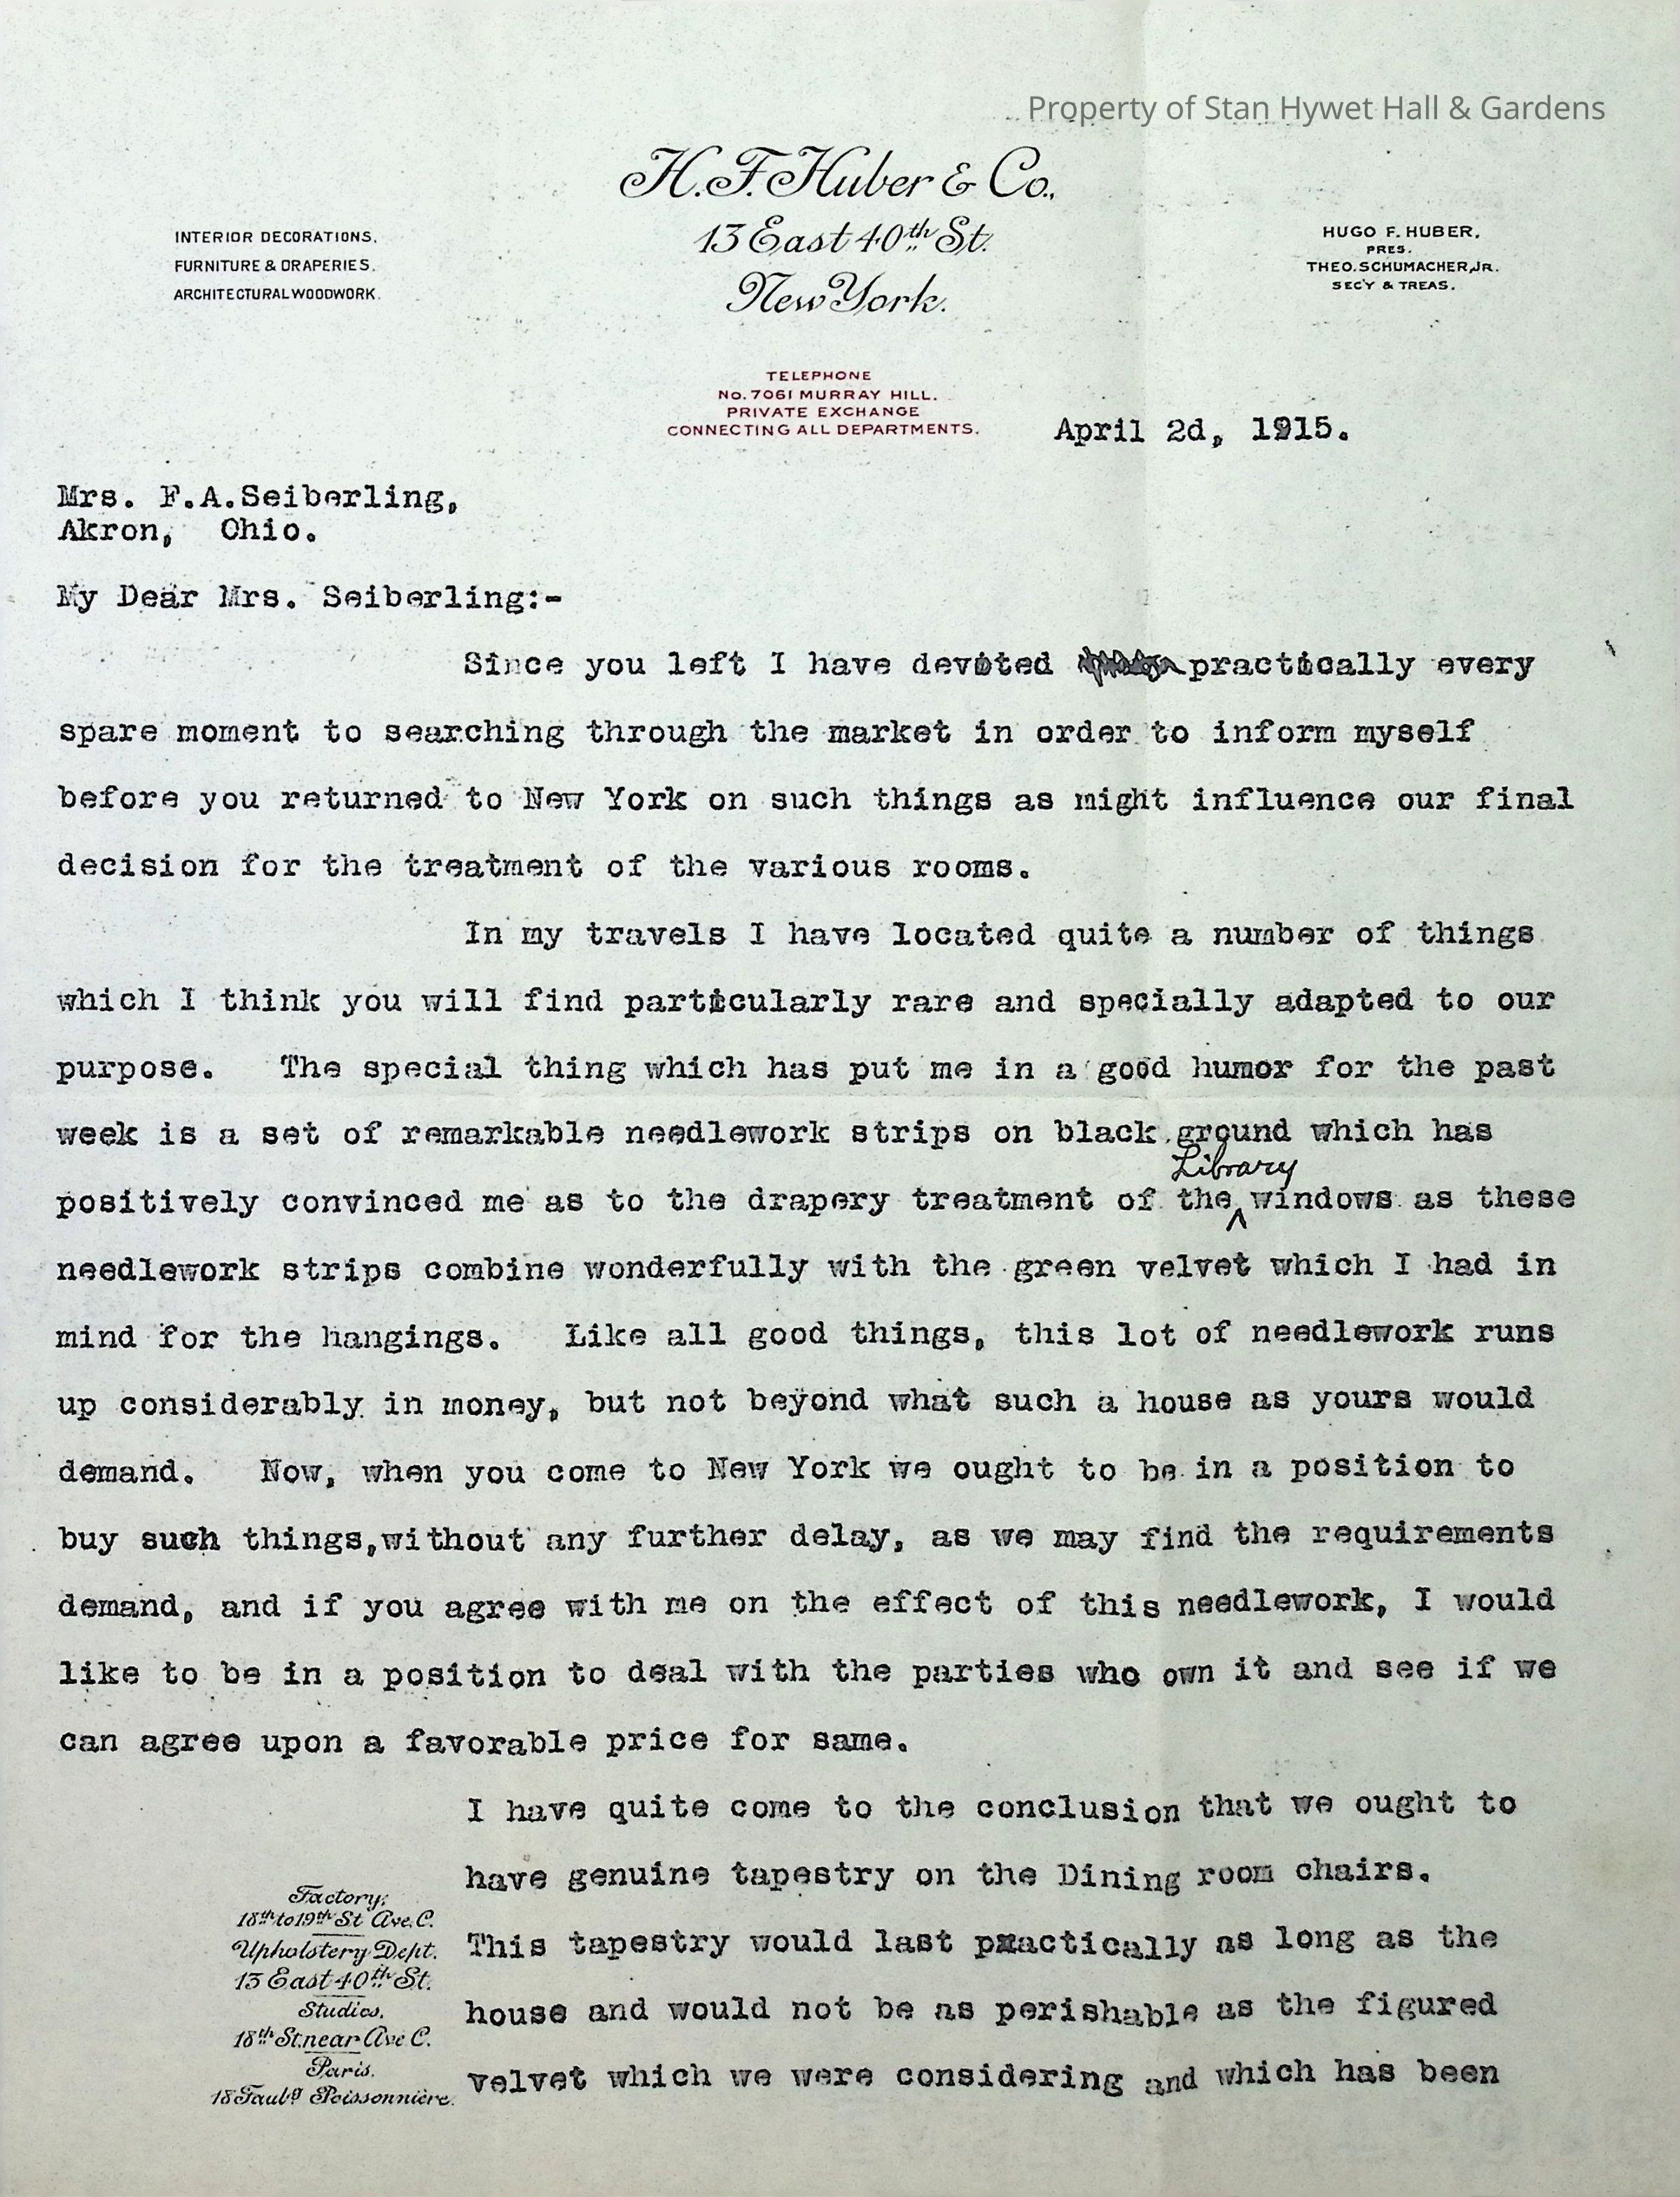 Property of Stan Hywet Hall & Gardens
H. F. Huber & Co.,
13 East 40th St.
New York.
INTERIOR DECORATIONS.
FURNITURE & DRAPERIES.
ARCHITECTURAL WOODWORK.
HUGO F. HUBER,
PRES.
THEO. SCHUMACHER, JR.
SEC'Y & TREAS.
TELEPHONE
No. 7061 MURRAY HILL.
PRIVATE EXCHANGE
CONNECTING ALL DEPARTMENTS.
April 2d, 1915.
Mrs. F.A.Seiberling,
Akron, Ohio.
My Dear Mrs. Seiberling:-
Since you left I have devoted practically every
spare moment to searching through the market in order to inform myself
before you returned to New York on such things as might influence our final
decision for the treatment of the various rooms.
In my travels I have located quite a number of things
which I think you will find particularly rare and specially adapted to our
purpose. The special thing which has put me in a good humor for the past
week is a set of remarkable needlework strips on black ground which has
Library
positively convinced me as to the drapery treatment of the windows as these
needlework strips combine wonderfully with the green velvet which I had in
mind for the hangings. Like all good things, this lot of needlework runs
up considerably in money, but not beyond what such a house as yours would
demand. Now, when you come to New York we ought to be in a position to
buy such things,without any further delay, as we may find the requirements
demand, and if you agree with me on the effect of this needlework, I would
like to be in a position to deal with the parties who own it and see if we
can agree upon a favorable price for same.
I have quite come to the conclusion that we ought to
have genuine tapestry on the Dining room chairs.
This tapestry would last practically as long as the
house and would not be as perishable as the figured
velvet which we were considering and which has been
Factory:
18th to 19th St Ave. C.
Upholstery Dept.
13 East 40th St.
Studios,
18th St. near Ave C.
Paris.
18 Faubg Poissonnière.